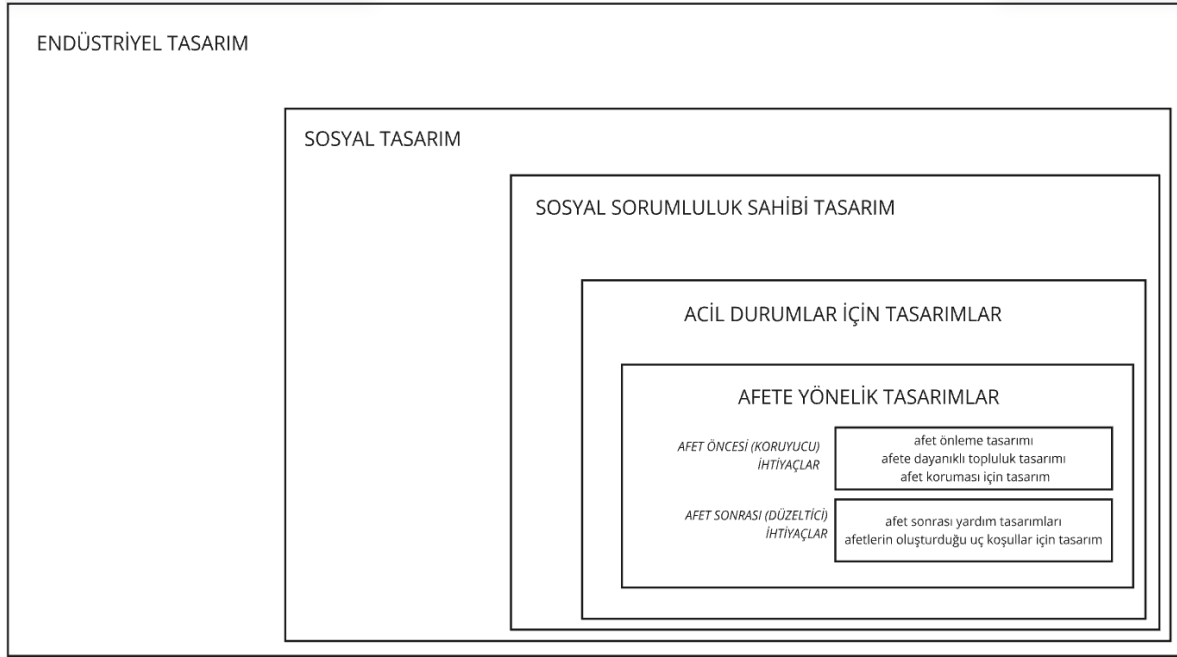 ENDÜSTRİYEL TASARIM
SOSYAL TASARIM
SOSYAL SORUMLULUK SAHİBİ TASARIM
ACİL DURUMLAR İÇİN TASARIMLAR
AFETE YÖNELİK TASARIMLAR
AFET ÖNCESİ (KORUYUCU)
İHTİYAÇLAR
afet önleme tasarımı
afete dayanıklı topluluk tasarımı
afet koruması için tasarım
AFET SONRASI (DÜZELTİCİ)
İHTİYAÇLAR
afet sonrası yardım tasarımları
afetlerin oluşturduğu uç koşullar için tasarım